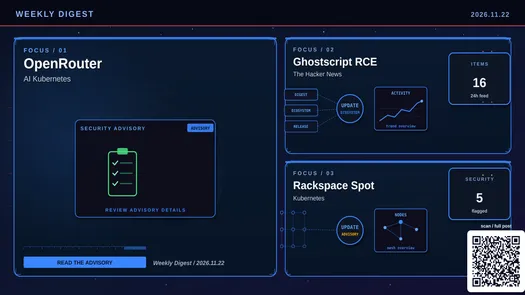 WEEKLY DIGEST
2026.11.22
FOCUS / 01
OpenRouter
AI Kubernetes
SECURITY ADVISORY
ADVISORY
REVIEW ADVISORY DETAILS
READ THE ADVISORY
Weekly Digest / 2026.11.22
FOCUS / 02
Ghostscript RCE
The Hacker News
DIGEST
ECOSYSTEM
RELEASE
UPDATE
ECOSYSTEM
ACTIVITY
trend overview
ITEMS
16
24h feed
FOCUS / 03
Rackspace Spot
Kubernetes
UPDATE
ADVISORY
NODES
mesh overview
SECURITY
5
flagged
scan / full post